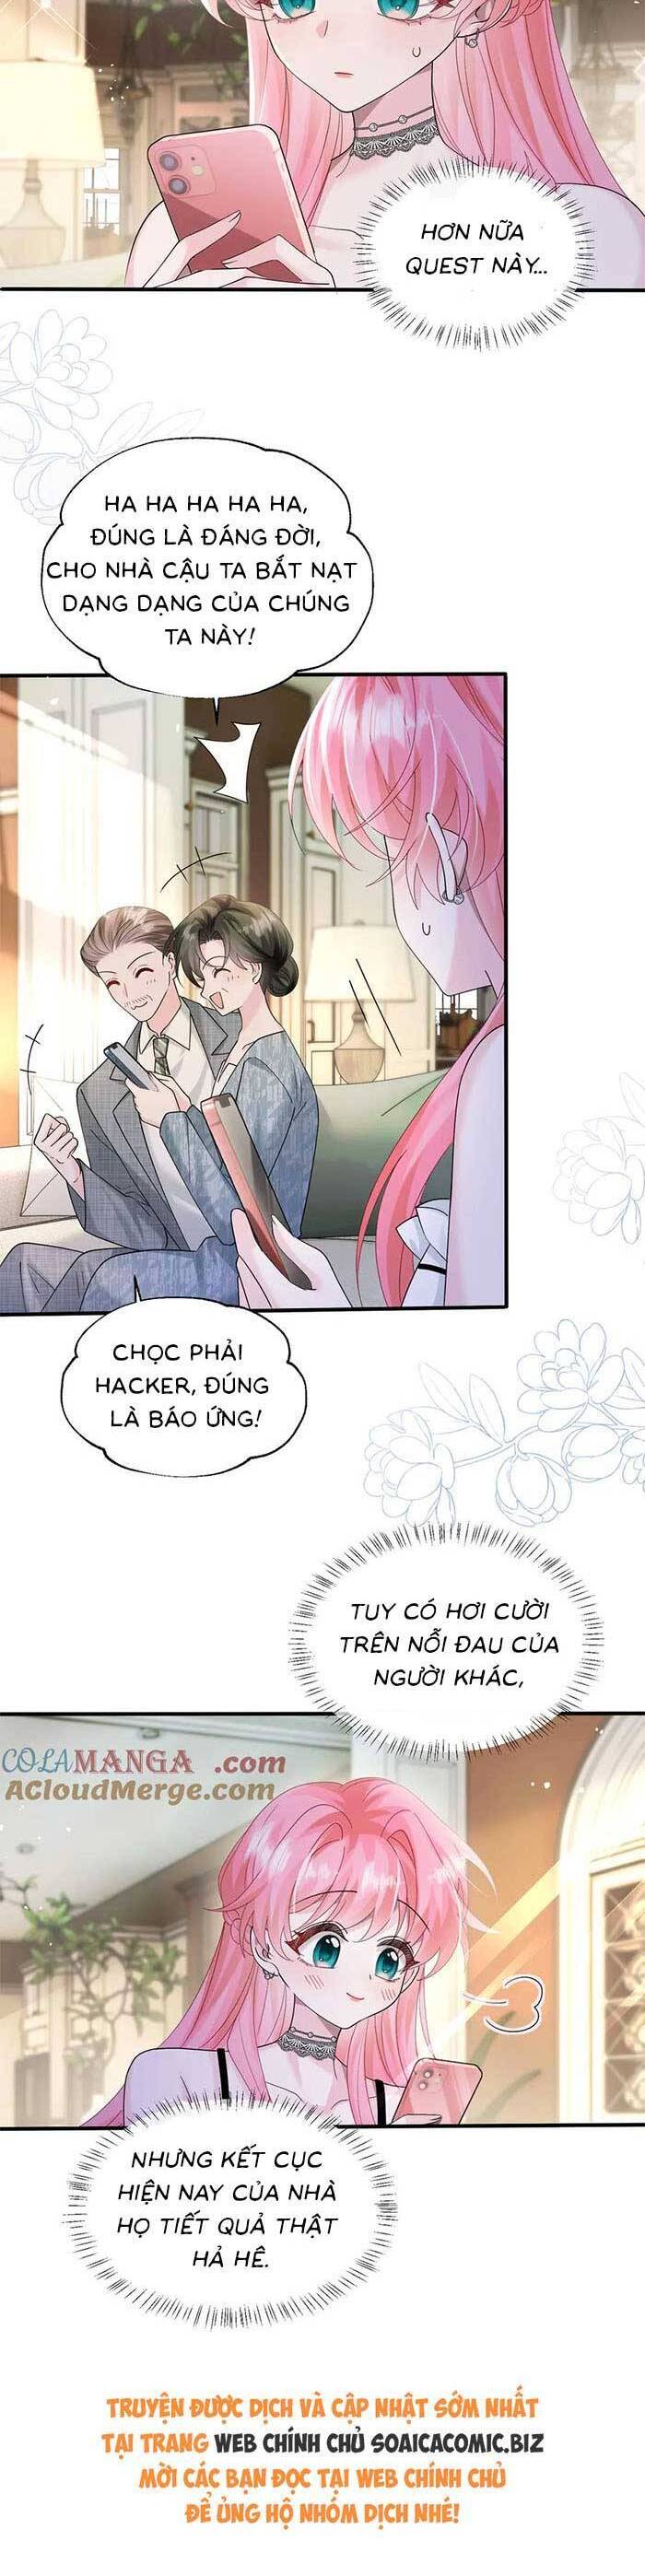 HƠN NỮA
QUEST NÀY...
HA HA HA HA HA,
ĐÚNG LÀ ĐÁNG ĐỜI,
CHO NHÀ CẬU TA BẮT NẠT
DẠNG DẠNG CỦA CHÚNG
TA NÀY!
CHỌC PHẢI
HACKER, ĐÚNG
LÀ BÁO ỨNG!
TUY CÓ HƠI CƯỜI
TRÊN NỖI ĐAU CỦA
NGƯỜI KHÁC,
COLAMANGA.com
AcloudMerge.com
NHƯNG KẾT CỤC
HIỆN NAY CỦA NHÀ
HỌ TIẾT QUẢ THẬT
HẢ HÊ.
TRUYỆN ĐƯỢC DỊCH VÀ CẬP NHẬT SỚM NHẤT
TẠI TRANG WEB CHÍNH CHỦ SOAICACOMIC.BIZ
MỜI CÁC BẠN ĐỌC TẠI WEB CHÍNH CHỦ
ĐỂ ỦNG HỘ NHÓM DỊCH NHÉ!